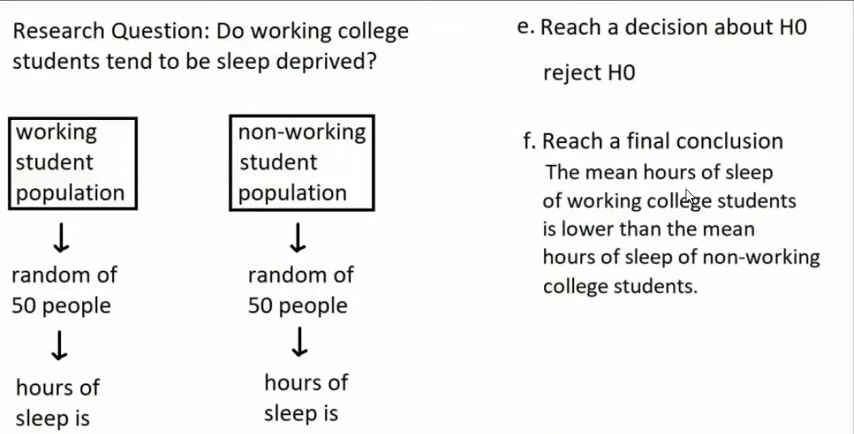 Research Question: Do working college
students tend to be sleep deprived?
working
student
population
random of
50 people
hours of
sleep is
non-working
student
population
random of
50 people
hours of
sleep is
e. Reach a decision about H0
reject H0
f. Reach a final conclusion
The mean hours of sleep
of working college students
is lower than the mean
hours of sleep of non-working
college students.